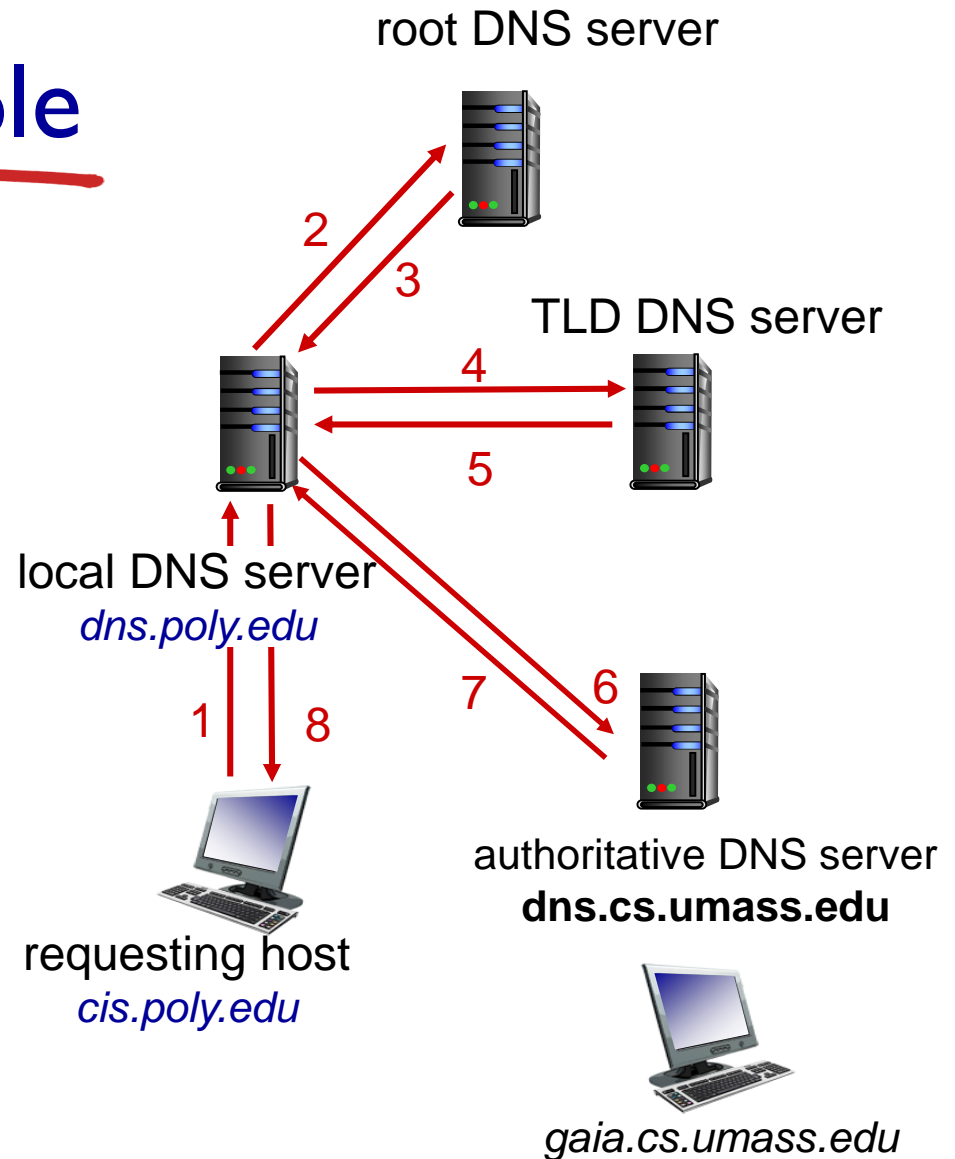 root DNS server
ole
2
3
TLD DNS server
4
5
local DNS server
dns.poly.edu
1
8
7
6
authoritative DNS server
dns.cs.umass.edu
requesting host
cis.poly.edu
gaia.cs.umass.edu